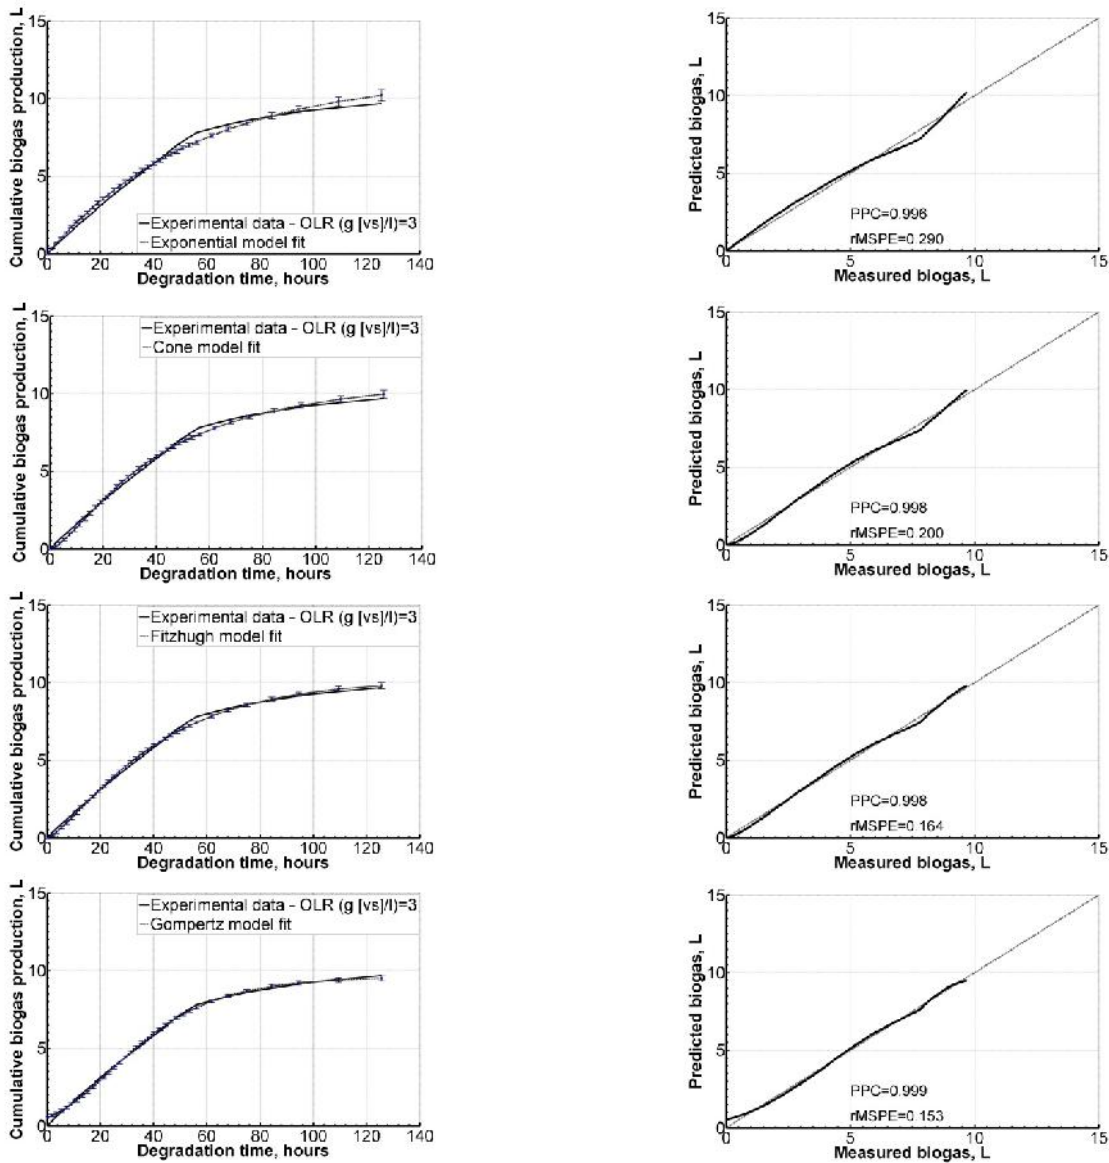 Cumulative biogas production, L
15
10
5
0
0 20 40 60 80 100 120 140
Degradation time, hours
Experimental data - OLR (g [vs]/l)=3
Exponential model fit
Predicted biogas, L
15
10
5
0
0 5 10 15
Measured biogas, L
PPC=0.996
rMSPE=0.290
Cumulative biogas production, L
15
10
5
0
0 20 40 60 80 100 120 140
Degradation time, hours
Experimental data - OLR (g [vs]/l)=3
Cone model fit
Predicted biogas, L
15
10
5
0
0 5 10 15
Measured biogas, L
PPC=0.998
rMSPE=0.200
Cumulative biogas production, L
15
10
5
0
0 20 40 60 80 100 120 140
Degradation time, hours
Experimental data - OLR (g [vs]/l)=3
Fitzhugh model fit
Predicted biogas, L
15
10
5
0
0 5 10 15
Measured biogas, L
PPC=0.998
rMSPE=0.164
Cumulative biogas production, L
15
10
5
0
0 20 40 60 80 100 120 140
Degradation time, hours
Experimental data - OLR (g [vs]/l)=3
Gompertz model fit
Predicted biogas, L
15
10
5
0
0 5 10 15
Measured biogas, L
PPC=0.999
rMSPE=0.153